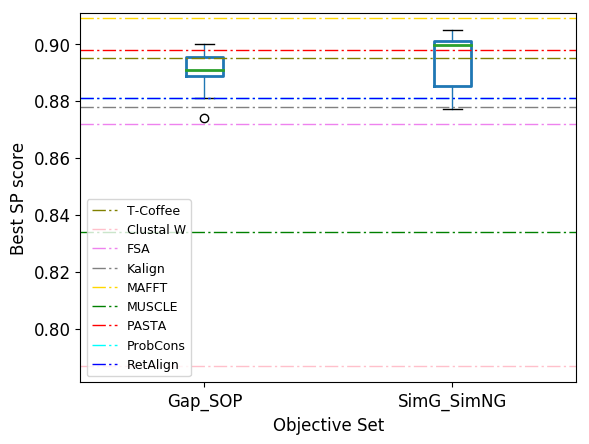 Best SP score
0.90
0.88
0.86
0.84
0.82
0.80
T-Coffee
Clustal W
FSA
Kalign
MAFFT
MUSCLE
PASTA
ProbCons
RetAlign
Gap_SOP
SimG_SimNG
Objective Set